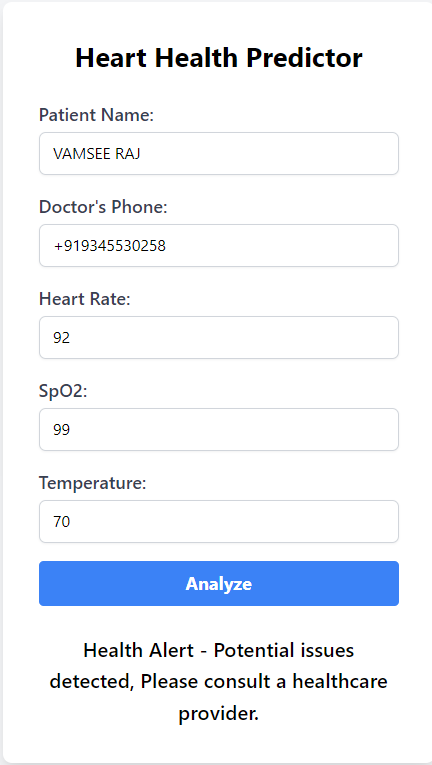 Heart Health Predictor
Patient Name:
VAMSEE RAJ
Doctor's Phone:
+919345530258
Heart Rate:
92
SpO2:
99
Temperature:
70
Analyze
Health Alert - Potential issues
detected, Please consult a healthcare
provider.